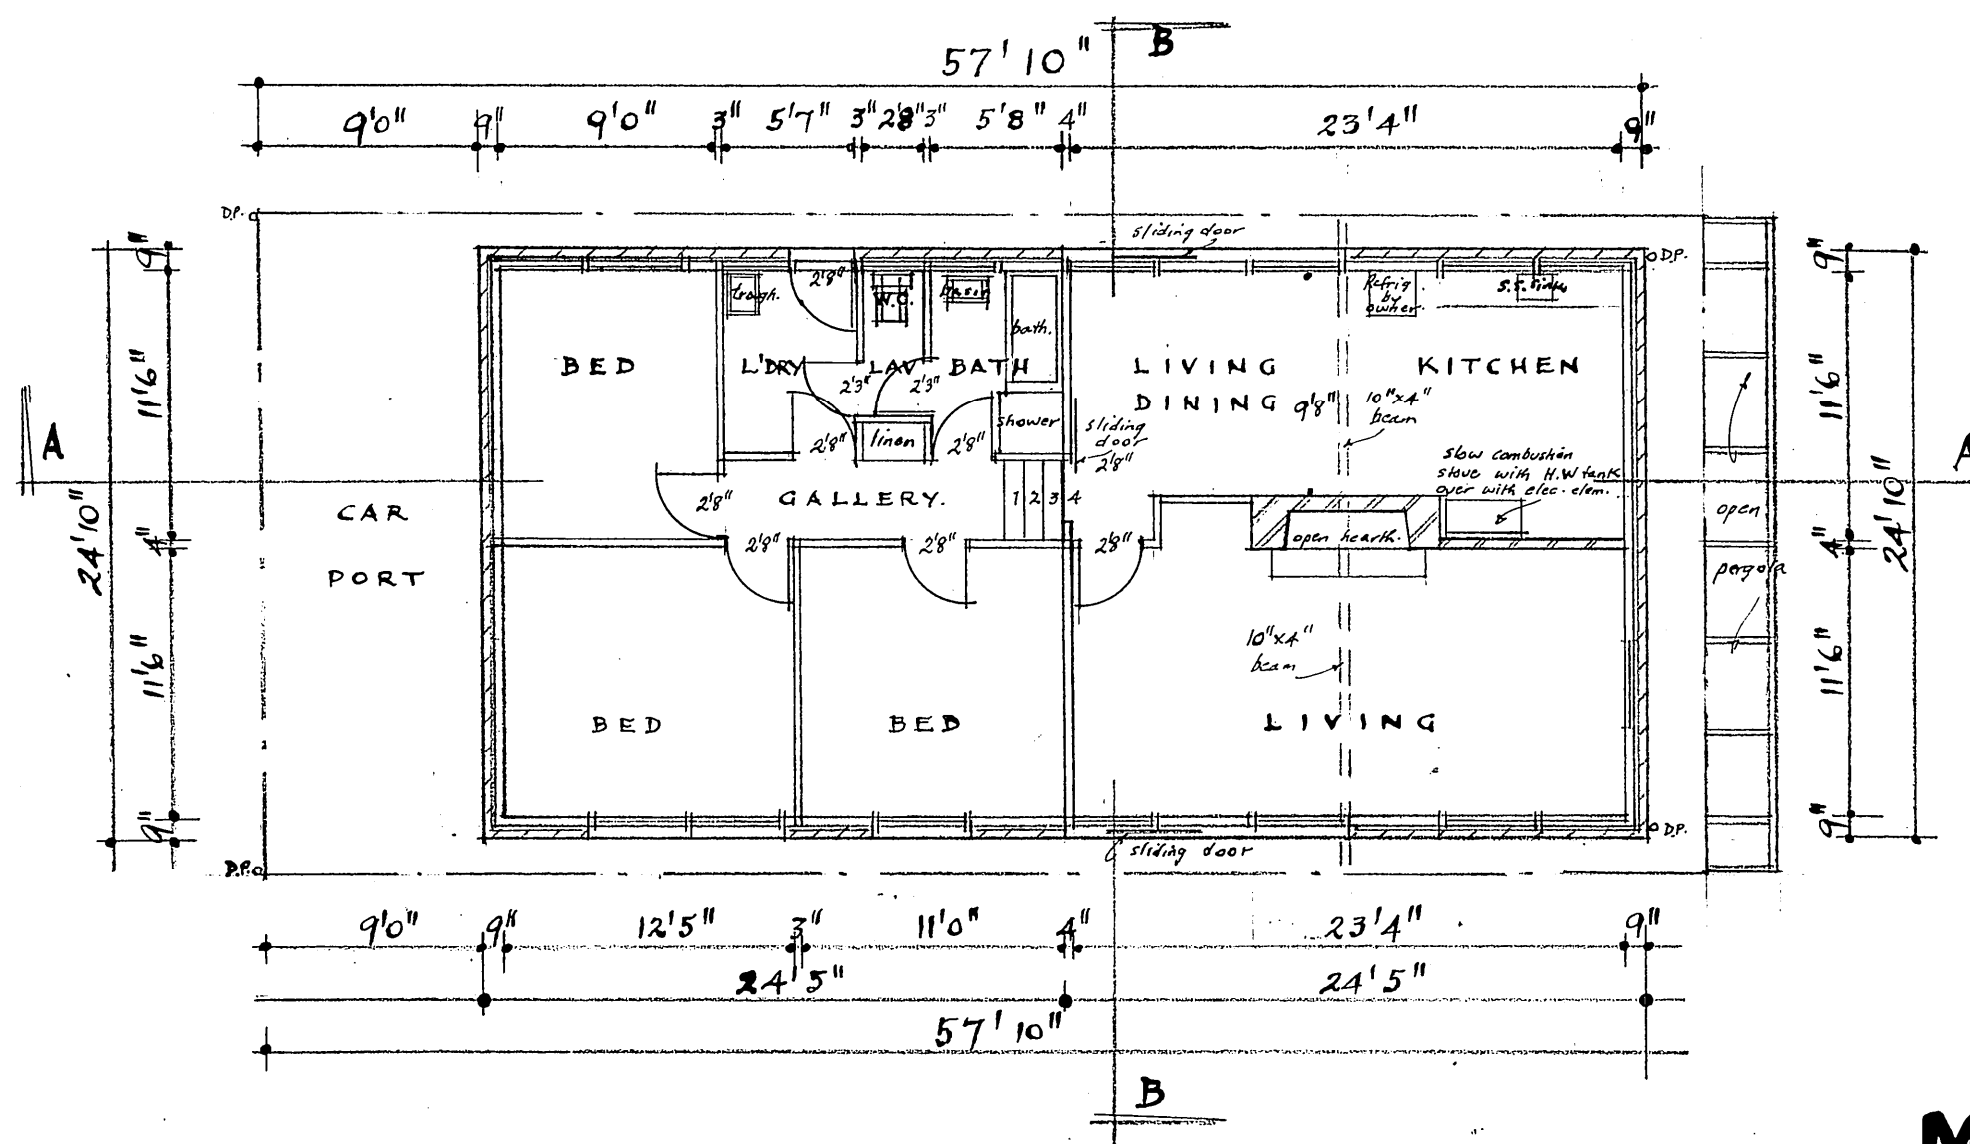 B
57' 10"
9'0" 9" 9'0" 3" 5'7" 3" 2'8" 3" 5'8" 4" 23'4" 9"
D.P.
sliding door
D.P.
9" 9"
trough. 2'8" W.C. basin bath. Refrig by owner. S.S. sink
BED L'DRY LAV BATH LIVING KITCHEN
2'3" 2'3"
DINING 9'8" 10"x4" beam
11'6" 11'6"
A A
2'8" linen 2'8" shower sliding door 2'8"
slow combustion
stove with H.W tank
over with elec. elem.
2'8" GALLERY. 1 2 3 4
CAR
PORT
24'10" 4" 4" 24'10"
2'8" 2'8" 2'8" open hearth.
open
pergola
10"x4"
beam
11'6" 11'6"
BED BED LIVING
9" 9"
D.P.
sliding door
D.P.
9'0" 9" 12'5" 3" 11'0" 4" 23'4" 9"
24'5" 24'5"
57' 10"
B